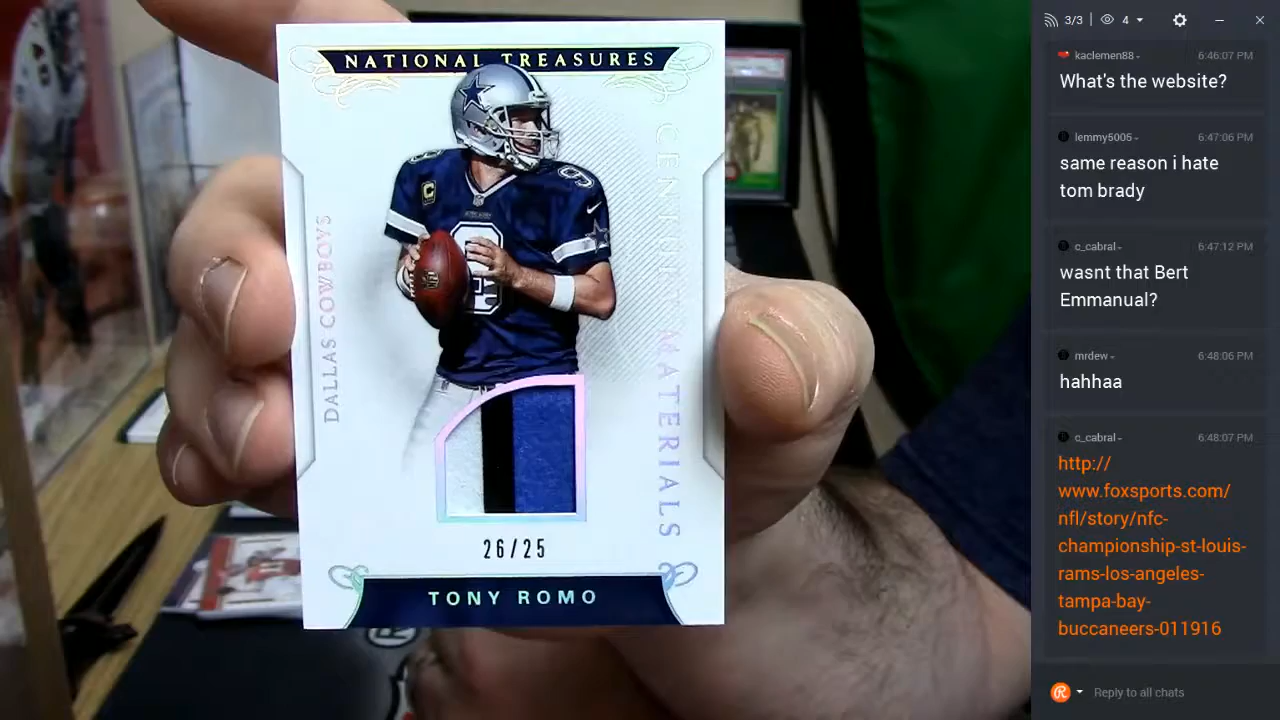 NATIONAL TREASURES
CENTURY MATERIALS
DALLAS COWBOYS
9
C
9
26/25
TONY ROMO
3/3
4
kaclemen88
6:46:07 PM
What's the website?
lemmy5005
6:47:06 PM
same reason i hate
tom brady
c_cabral
6:47:12 PM
wasnt that Bert
Emmanual?
mrdew
6:48:06 PM
hahhaa
c_cabral
6:48:07 PM
http://
www.foxsports.com/
nfl/story/nfc-
championship-st-louis-
rams-los-angeles-
tampa-bay-
buccaneers-011916
Reply to all chats